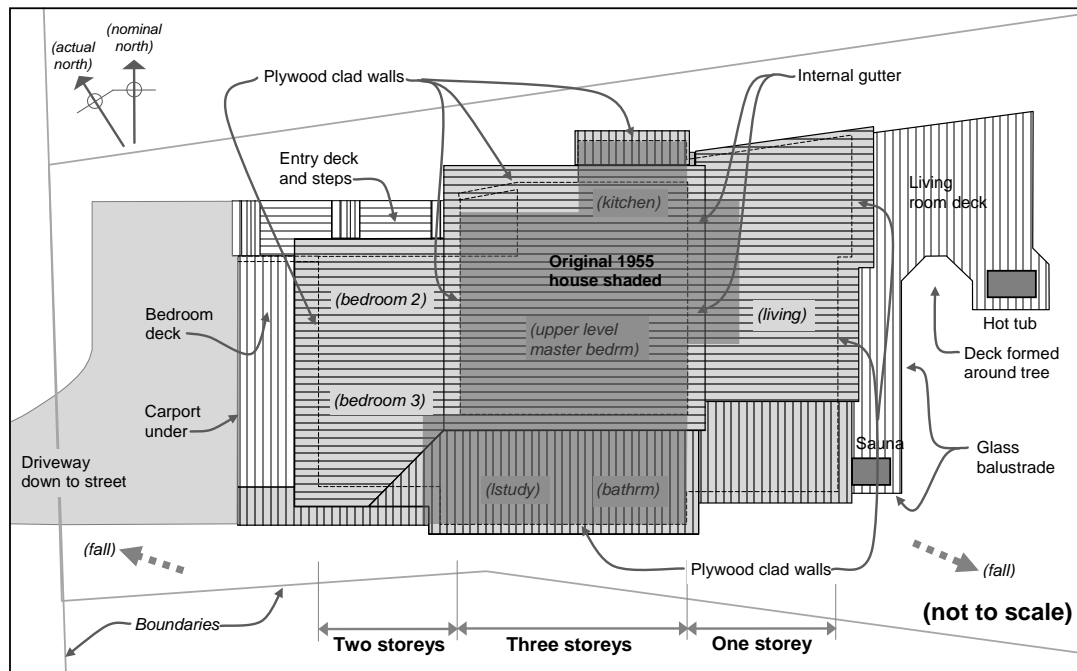 (nominal
north)
(actual
north)
Plywood clad walls
Internal gutter
Entry deck
and steps
Living
room deck
(kitchen)
Original 1955
house shaded
(bedroom 2)
(upper level
master bedrm)
(living)
Bedroom
deck
Hot tub
Deck formed
around tree
(bedroom 3)
Carport
under
Sauna
Glass
balustrade
Driveway
down to street
(lstudy)
(bathrm)
(fall)
Plywood clad walls
(fall)
(not to scale)
Boundaries
Two storeys
Three storeys
One storey